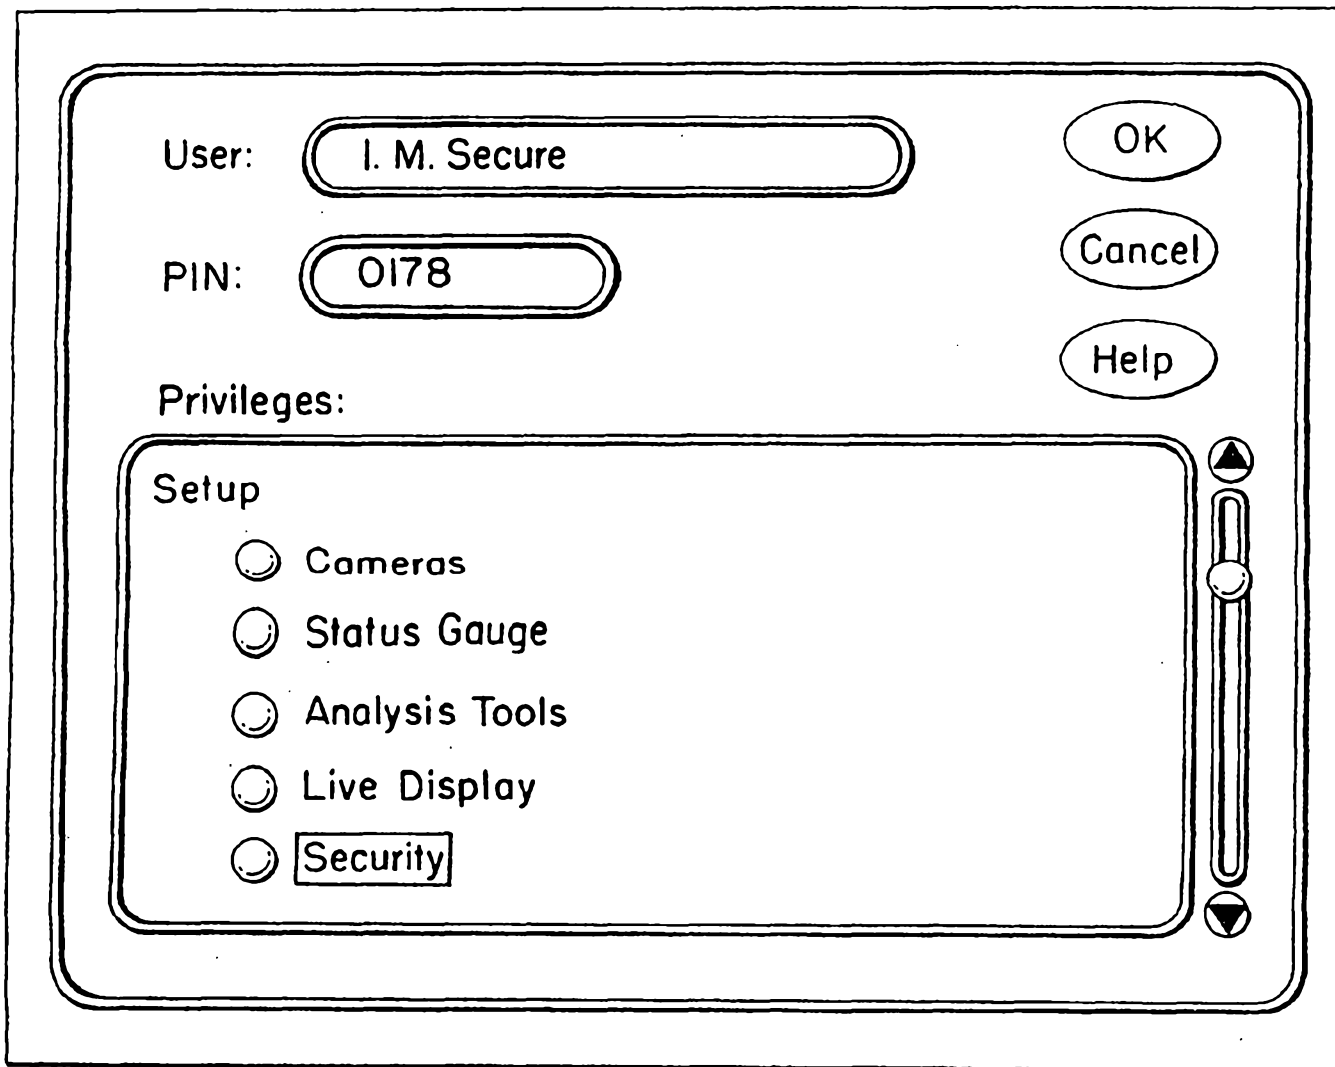 User: I. M. Secure
OK
PIN: 0178
Cancel
Help
Privileges:
Setup
Cameras
Status Gauge
Analysis Tools
Live Display
Security